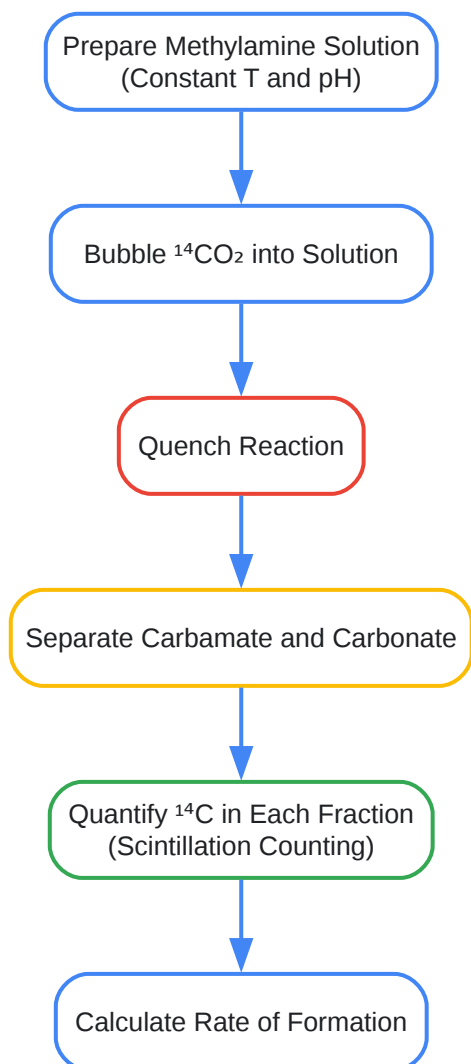 Prepare Methylamine Solution
(Constant T and pH)
Bubble ¹⁴CO₂ into Solution
Quench Reaction
Separate Carbamate and Carbonate
Quantify ¹⁴C in Each Fraction
(Scintillation Counting)
Calculate Rate of Formation